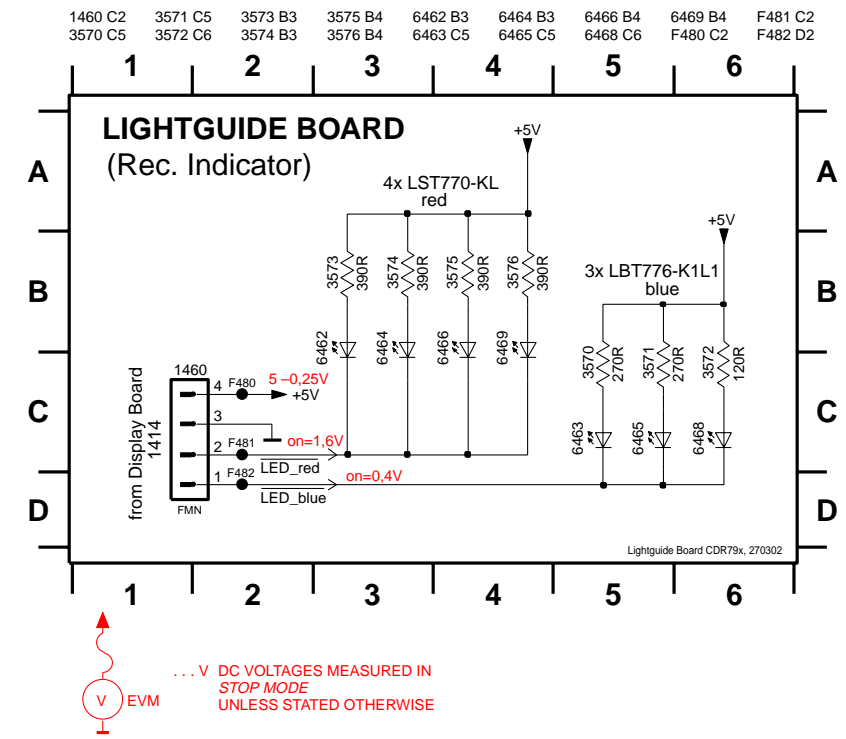 1460 C2 3571 C5 3573 B3 3575 B4 6462 B3 6464 B3 6466 B4 6469 B4 F481 C2
3570 C5 3572 C6 3574 B3 3576 B4 6463 C5 6465 C5 6468 C6 F480 C2 F482 D2
1 2 3 4 5 6
LIGHTGUIDE BOARD
(Rec. Indicator)
A A
+5V
4x LST770-KL
red
+5V
B B
3573 390R 3574 390R 3575 390R 3576 390R
3x LBT776-K1L1
blue
6462 6464 6466 6469
3570 270R 3571 270R 3572 120R
C C
from Display Board
1414
1460
4 F480 5 –0,25V
+5V
3
2 F481 on=1,6V
LED_red
6463 6465 6468
1 F482 on=0,4V
LED_blue
FMN
D D
Lightguide Board CDR79x, 270302
1 2 3 4 5 6
. . . V DC VOLTAGES MEASURED IN
STOP MODE
UNLESS STATED OTHERWISE
V EVM